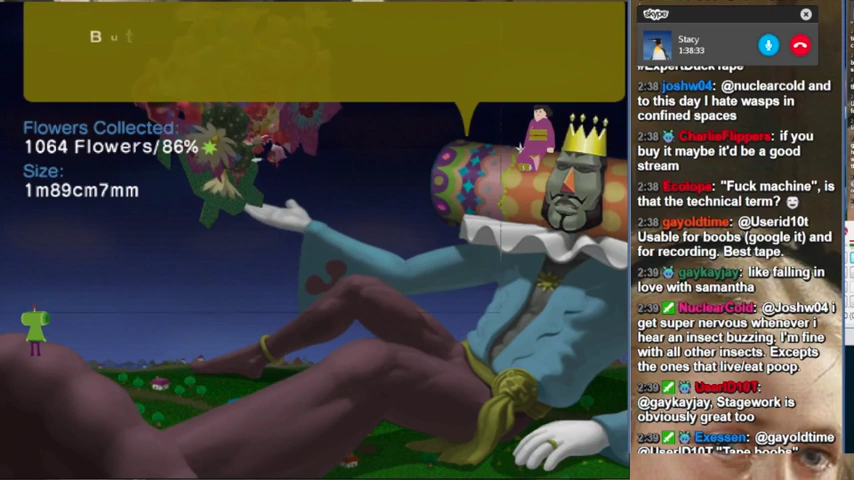 But
Flowers Collected:
1064 Flowers/86%
Size:
1m89cm7mm
skype
Stacy
1:38:33
#ExpertDuckTape
2:38 joshw04: @nuclearcold and
to this day I hate wasps in
confined spaces
2:38 CharlieFlippers: if you
buy it maybe it'd be a good
stream
2:38 Ecolope: "Fuck machine", is
that the technical term?
2:38 gayoldtime: @Userid10t
Usable for boobs (google it) and
for recording. Best tape.
2:39 gaykayjay: like falling in
love with samantha
2:39 NuclearCold: @Joshw04 i
get super nervous whenever i
hear an insect buzzing. I'm fine
with all other insects. Excepts
the ones that live/eat poop.
2:39 UserID10T:
@gaykayjay, Stagework is
obviously great too
2:39 Exessen: @gayoldtime
@UserID10T "Tape boobs"